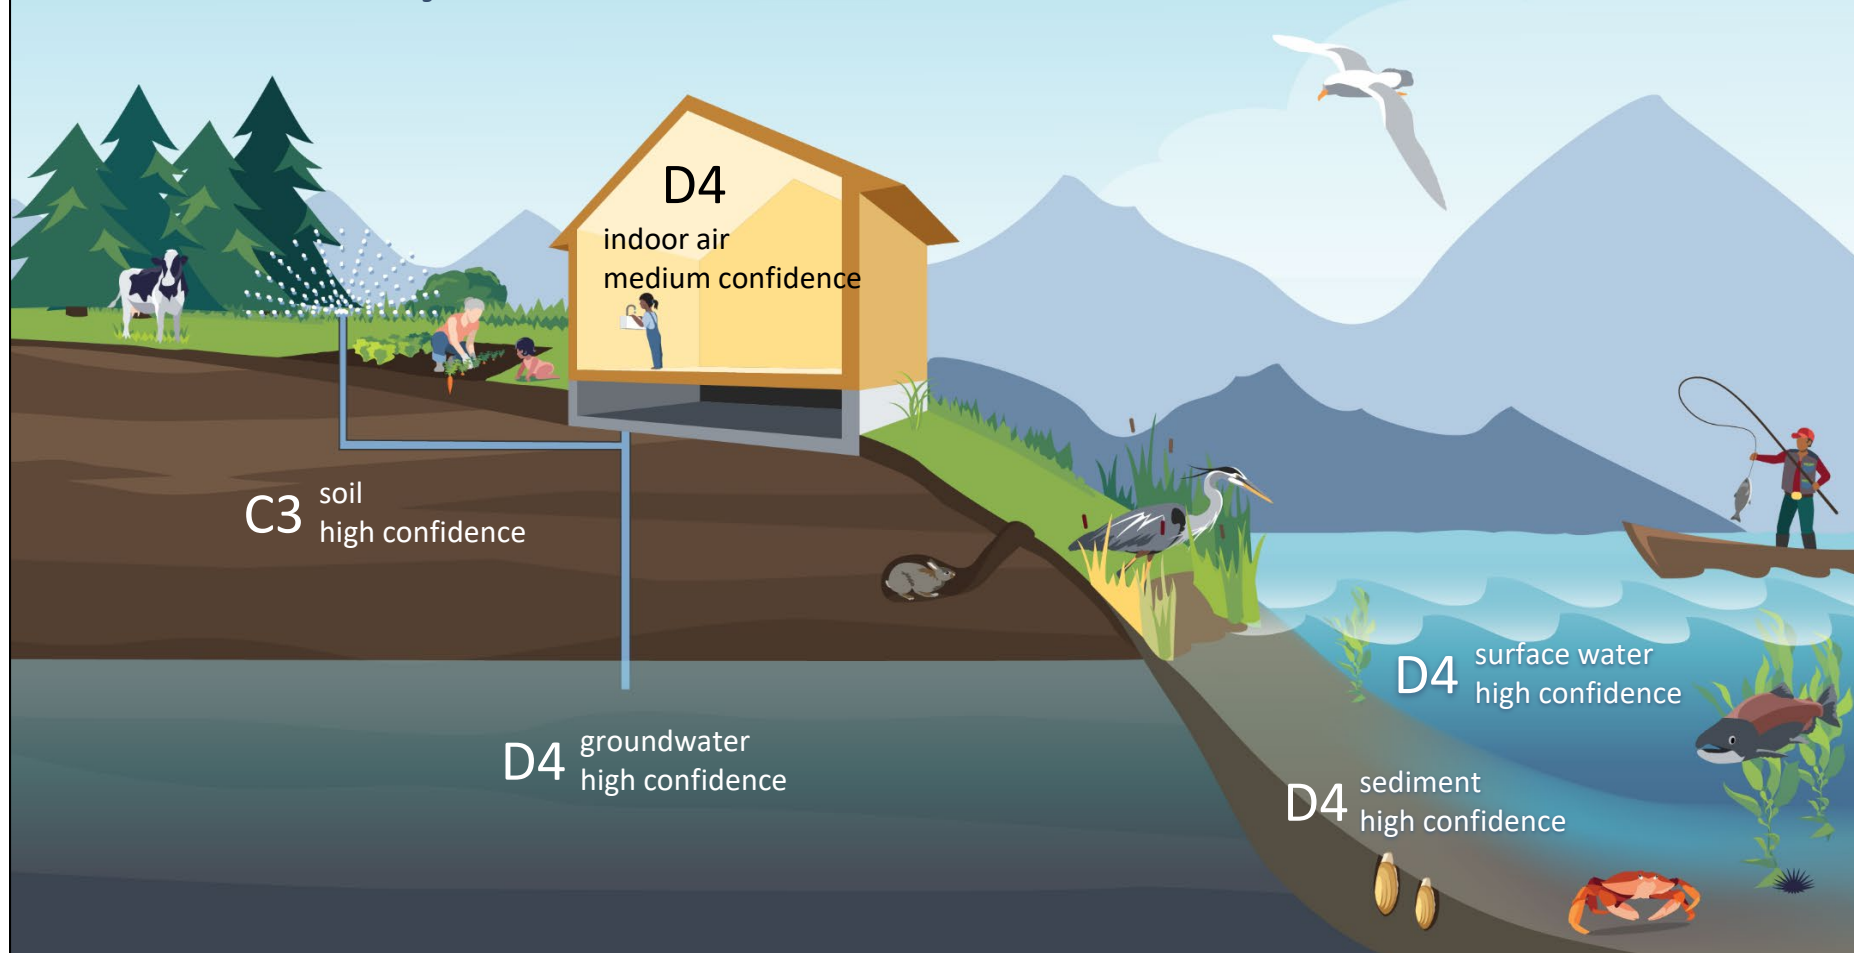 D4
indoor air
medium confidence
C3
soil
high confidence
D4
surface water
high confidence
D4
groundwater
high confidence
D4
sediment
high confidence